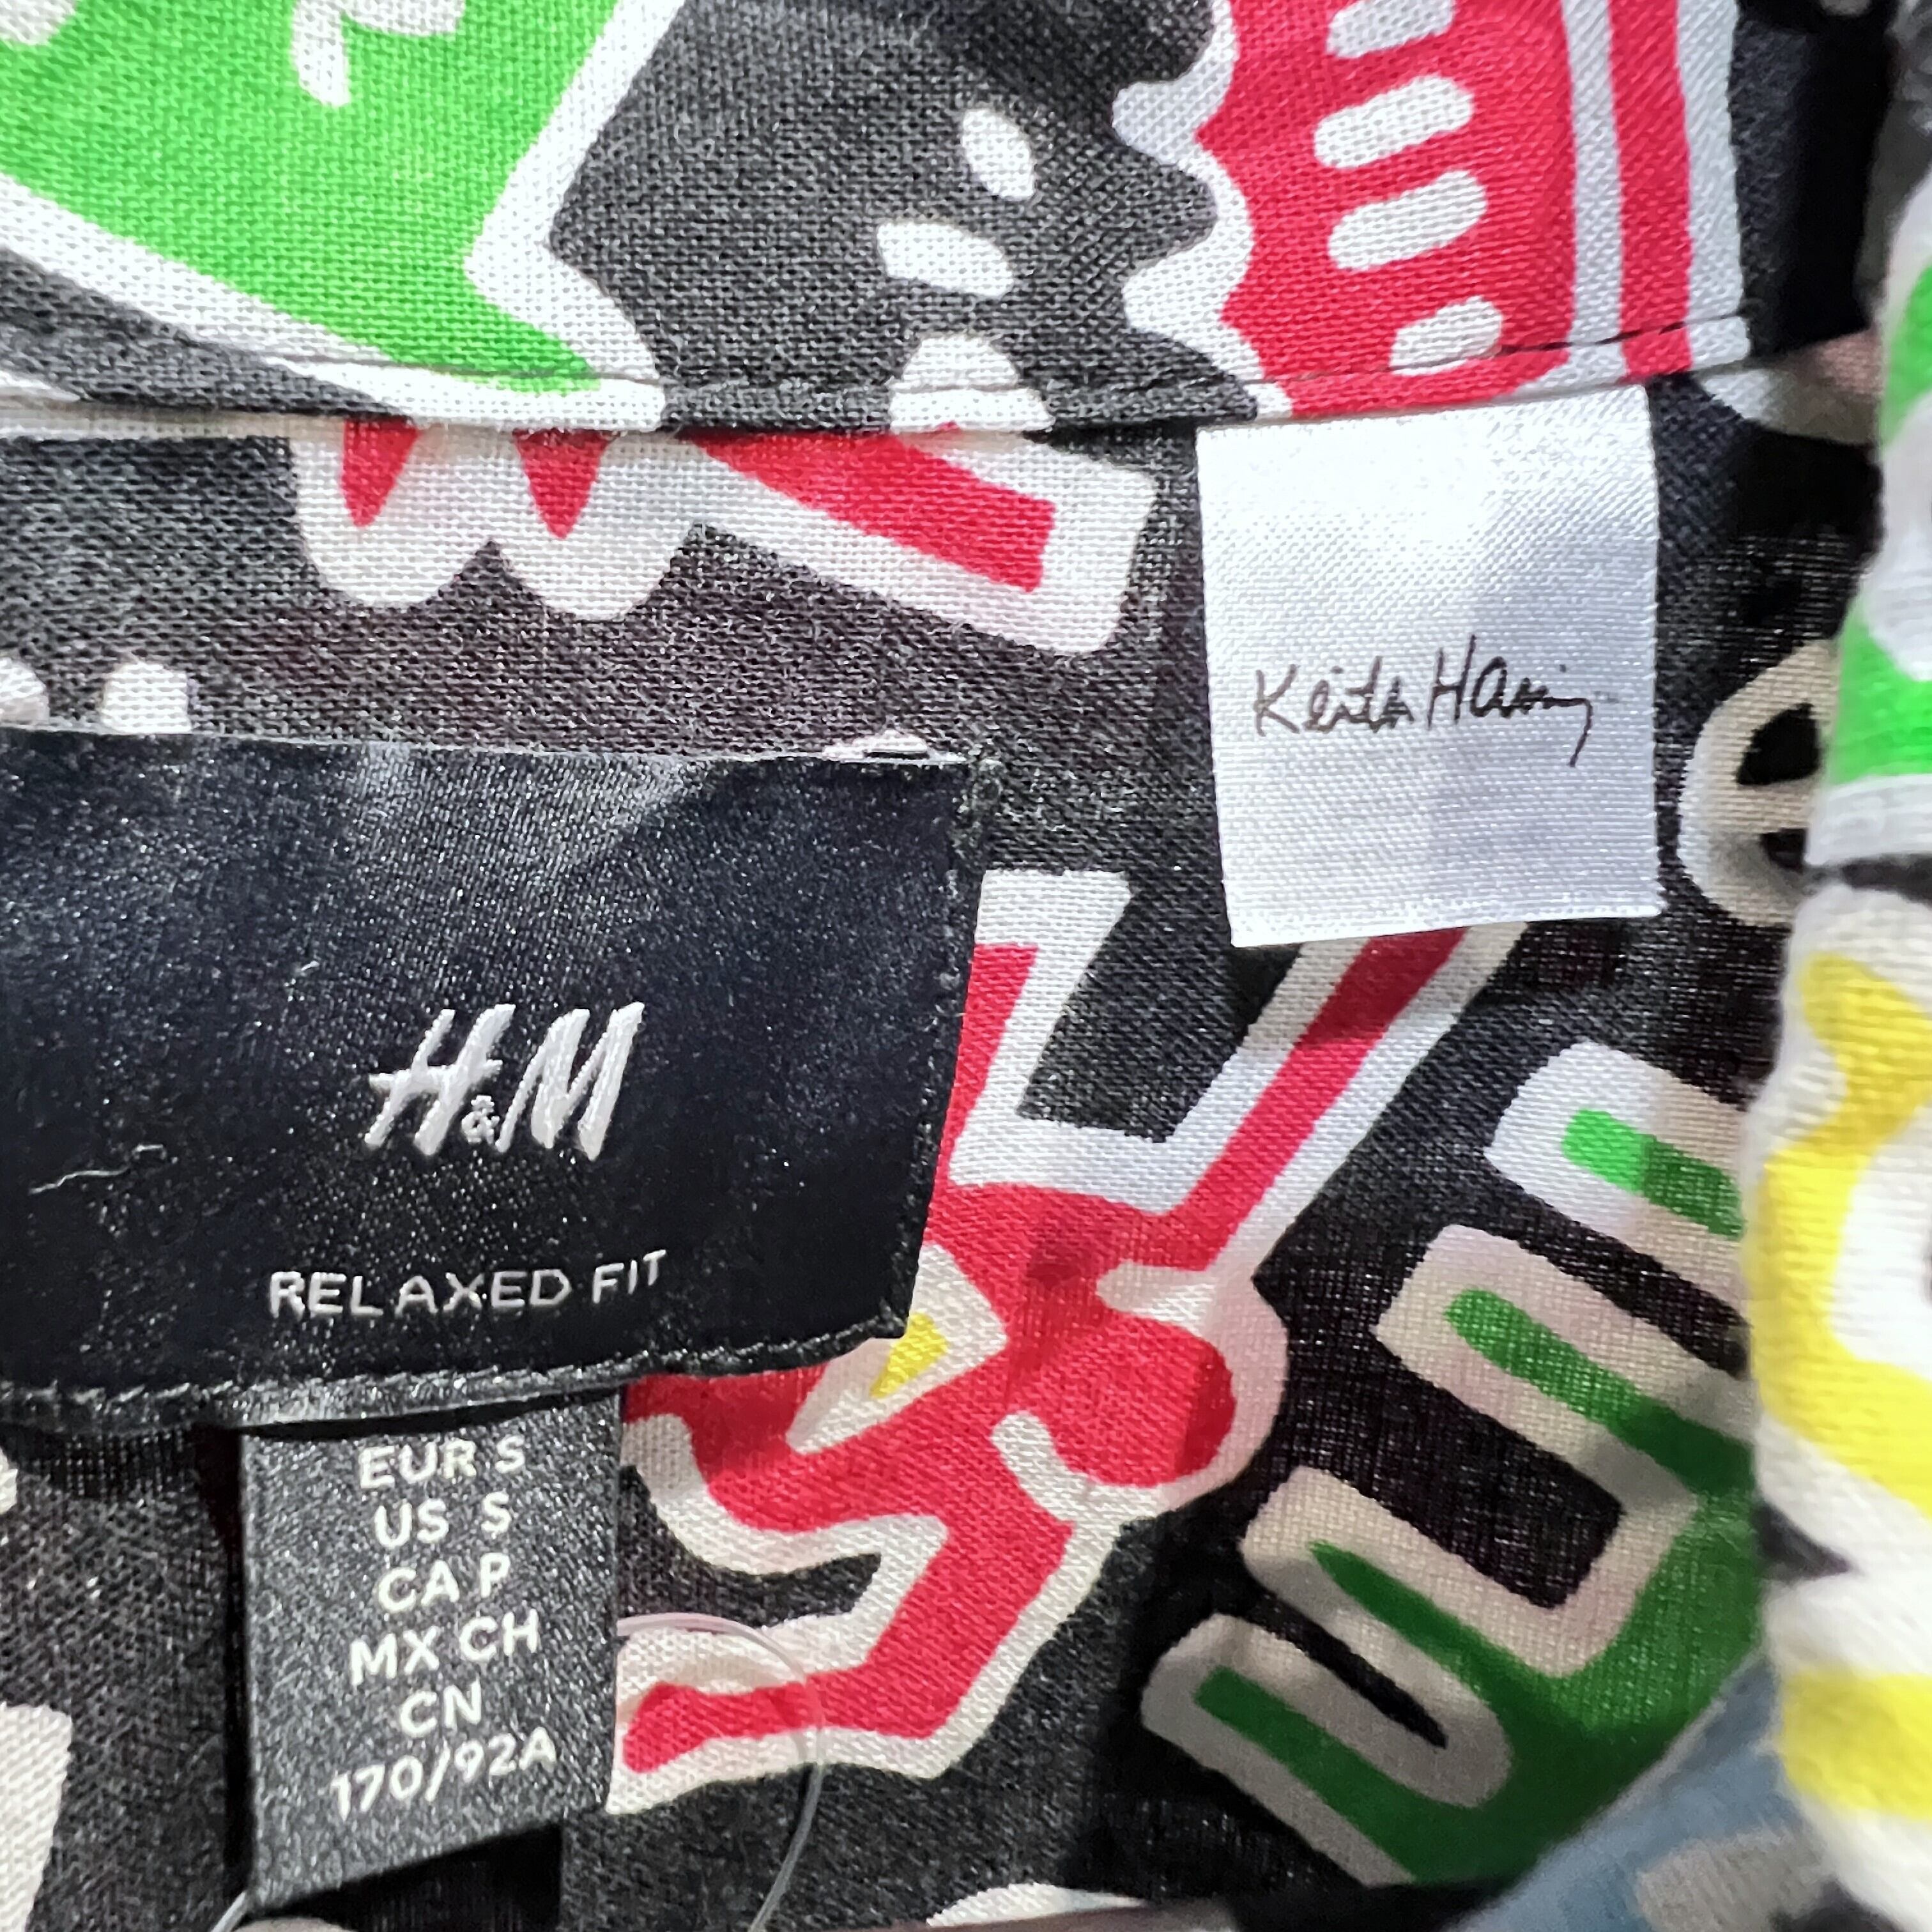 Keith Haring
H&M
RELAXED FIT
EUR S
US S
CA P
MX CH
CN
170/92A